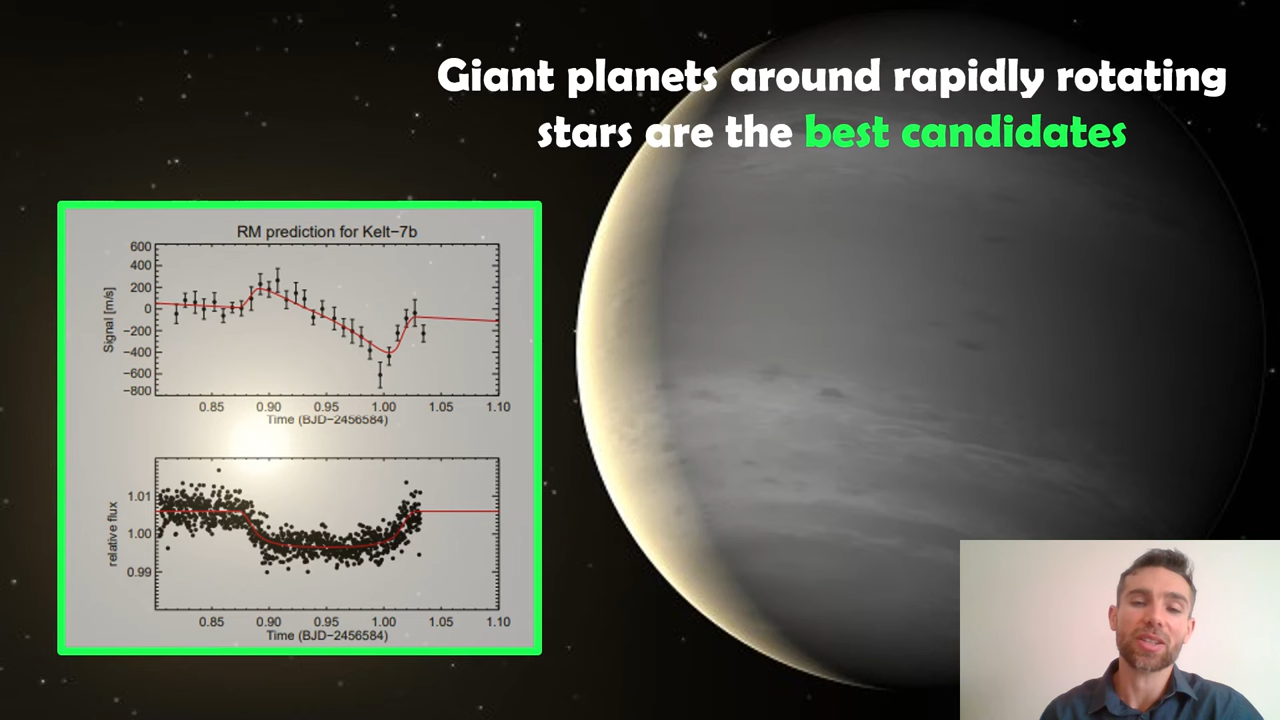 Giant planets around rapidly rotating
stars are the best candidates
RM prediction for Kelt−7b
600
400
200
0
−200
−400
−600
−800
Signal [m/s]
0.85 0.90 0.95 1.00 1.05 1.10
Time (BJD−2456584)
1.01
1.00
0.99
relative flux
0.85 0.90 0.95 1.00 1.05 1.10
Time (BJD−2456584)